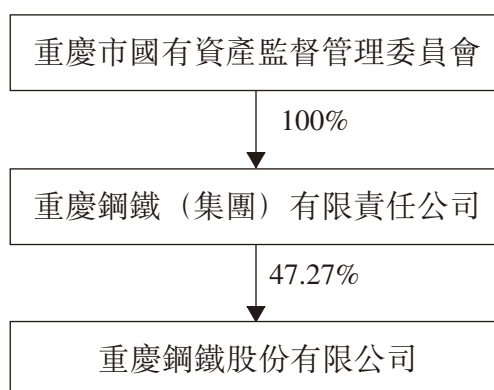 重慶市國有資產監督管理委員會
100%
重慶鋼鐵（集團）有限責任公司
47.27%
重慶鋼鐵股份有限公司